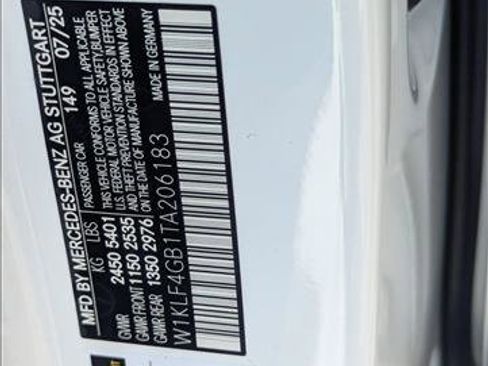 MFD BY MERCEDES-BENZ AG STUTTGART
PASSENGER CAR 149 07/25
KG LBS
GVWR 2450 5401
GAWR FRONT 1150 2535
GAWR REAR 1350 2976
THIS VEHICLE CONFORMS TO ALL APPLICABLE
FEDERAL MOTOR VEHICLE SAFETY, BUMPER
AND THEFT PREVENTION STANDARDS IN EFFECT
ON THE DATE OF MANUFACTURE SHOWN ABOVE
MADE IN GERMANY
W1KLF4GB1TA206183